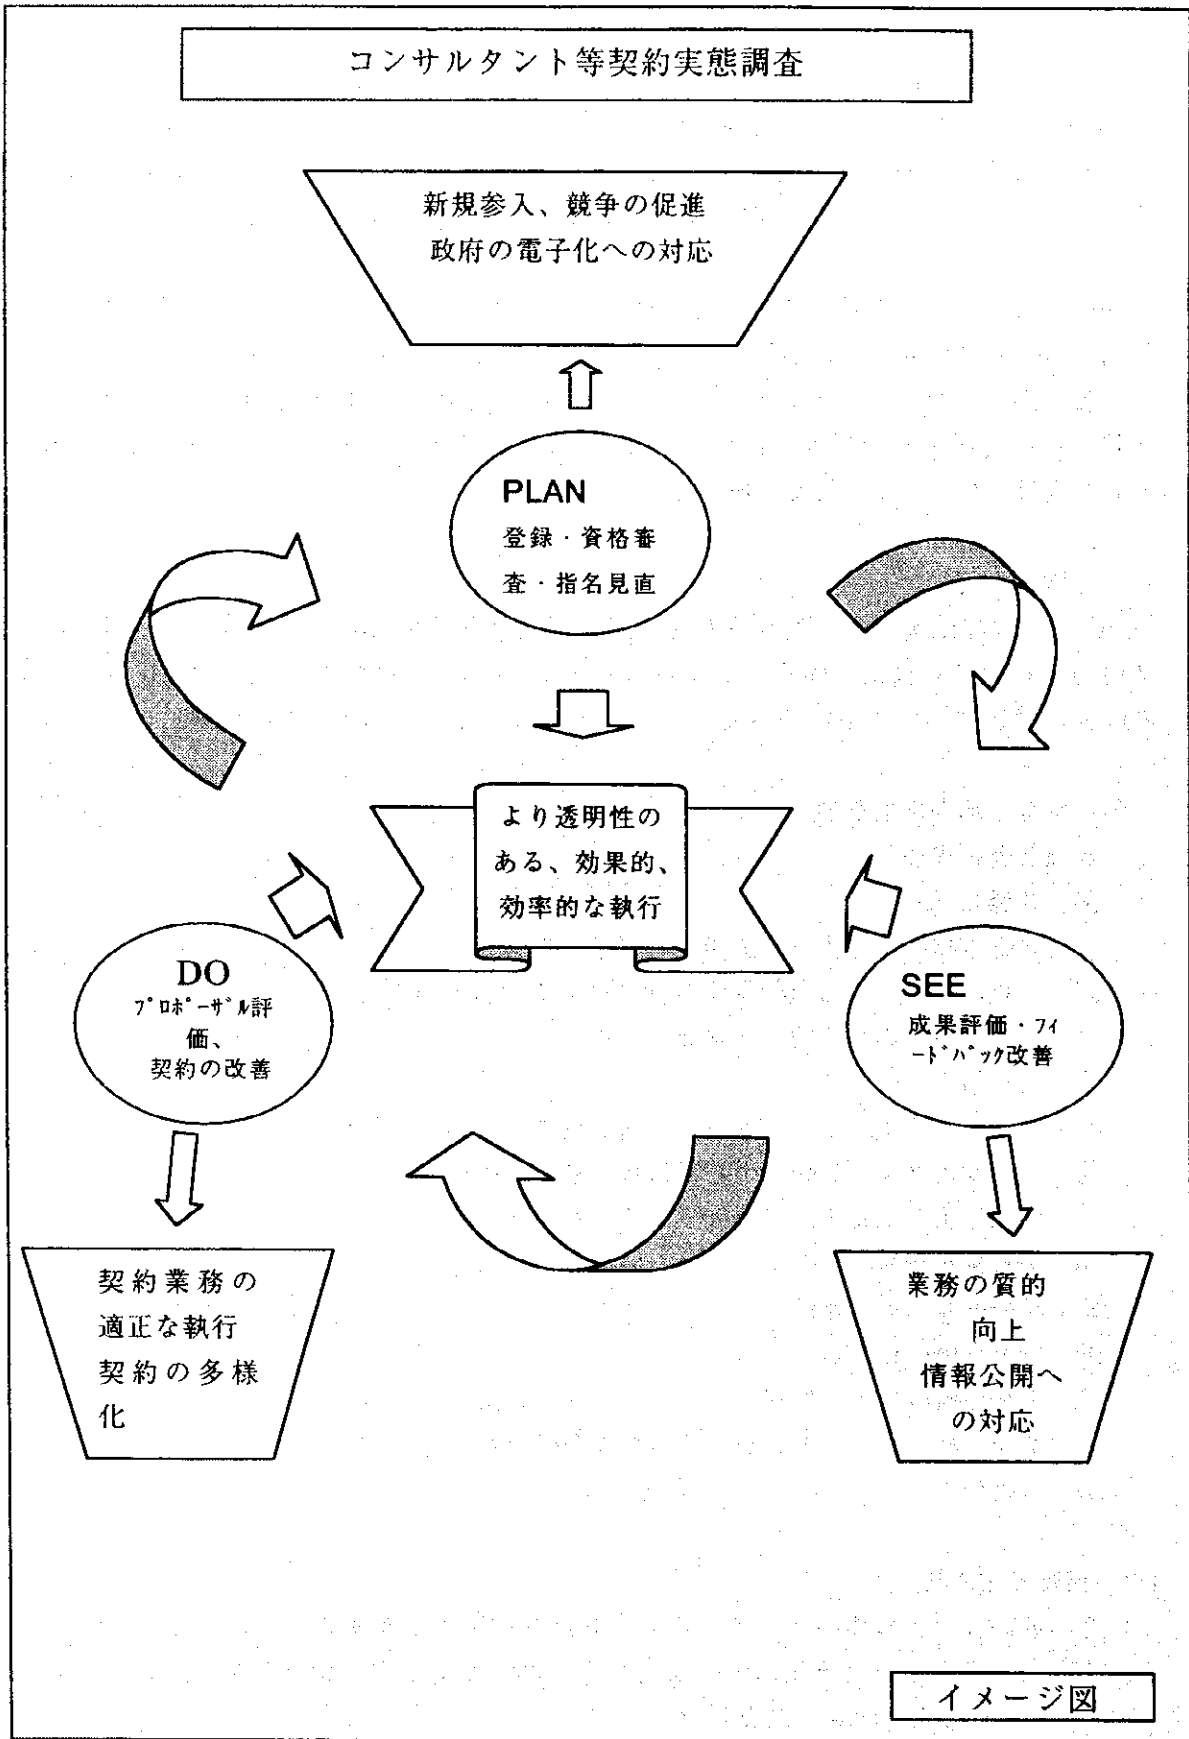 コンサルタント等契約実態調査
新規参入、競争の促進
政府の電子化への対応
PLAN
登録・資格審
査・指名見直
より透明性の
ある、効果的、
効率的な執行
DO
ﾌﾟﾛﾎﾟｰｻﾞﾙ評
価、
契約の改善
SEE
成果評価・ﾌｨ
ｰﾄﾞﾊﾞｯｸ改善
契約業務の
適正な執行
契約の多様
化
業務の質的
向上
情報公開へ
の対応
イメージ図